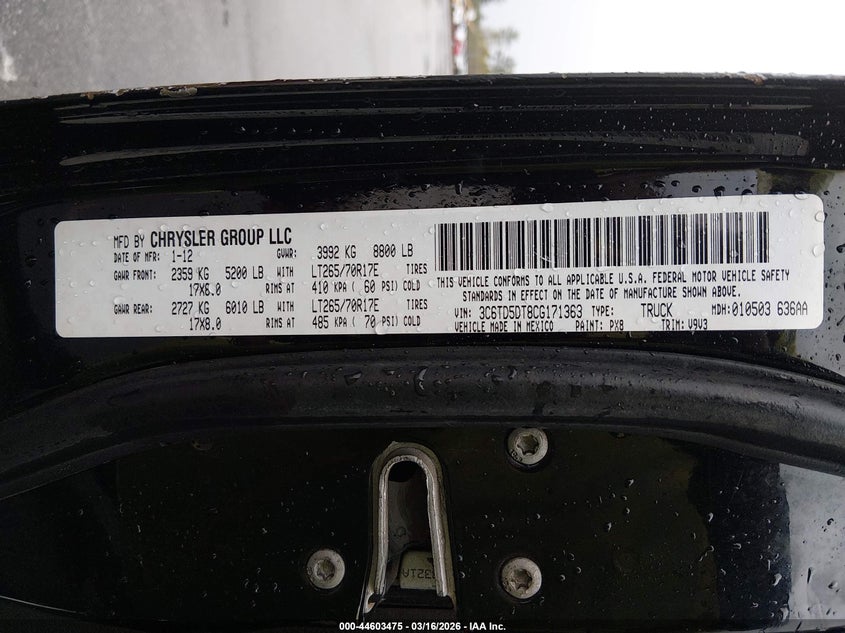 MFD BY CHRYSLER GROUP LLC
DATE OF MFR: 1-12 GVWR: 3992 KG 8800 LB
GAWR FRONT: 2359 KG 5200 LB WITH LT265/70R17E TIRES
17X6.0 RIMS AT 410 KPA ( 60 PSI) COLD
GAWR REAR: 2727 KG 6010 LB WITH LT265/70R17E TIRES
17X8.0 RIMS AT 485 KPA ( 70 PSI) COLD
THIS VEHICLE CONFORMS TO ALL APPLICABLE U.S.A. FEDERAL MOTOR VEHICLE SAFETY
STANDARDS IN EFFECT ON THE DATE OF MANUFACTURE SHOWN ABOVE.
VIN: 3C6TD5DT8CG171363 TYPE: TRUCK MDH: 010503 636AA
VEHICLE MADE IN MEXICO PAINT: PX8 TRIM: V9V3
000-44603475 - 03/16/2026 - IAA Inc.